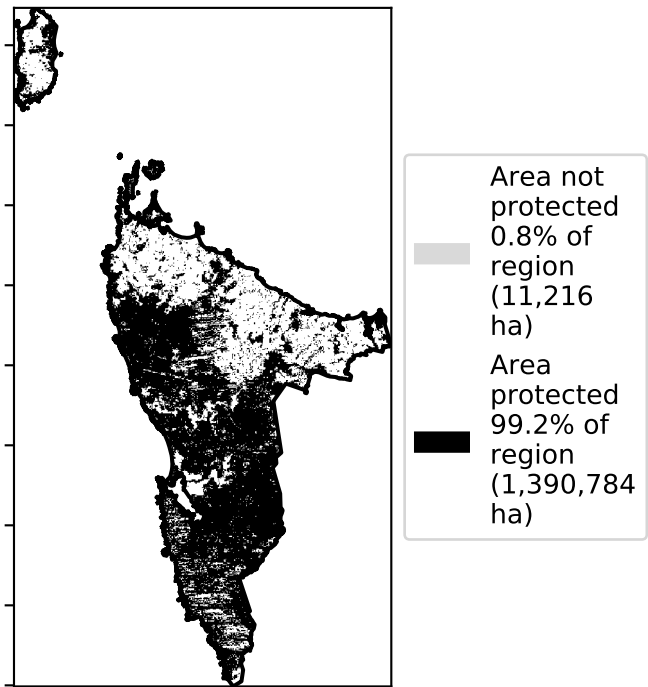 Area not
protected
0.8% of
region
(11,216
ha)
Area
protected
99.2% of
region
(1,390,784
ha)